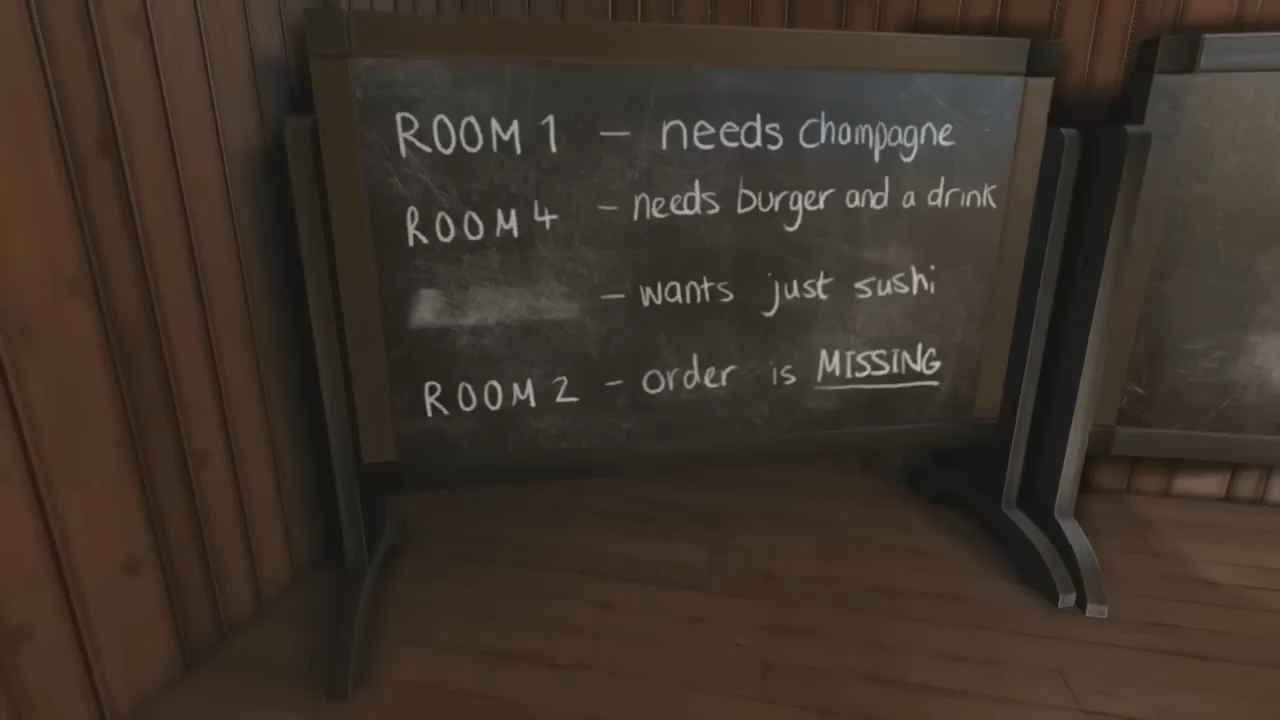 ROOM 1 – needs champagne
ROOM 4 – needs burger and a drink
– wants just sushi
ROOM 2 – order is MISSING